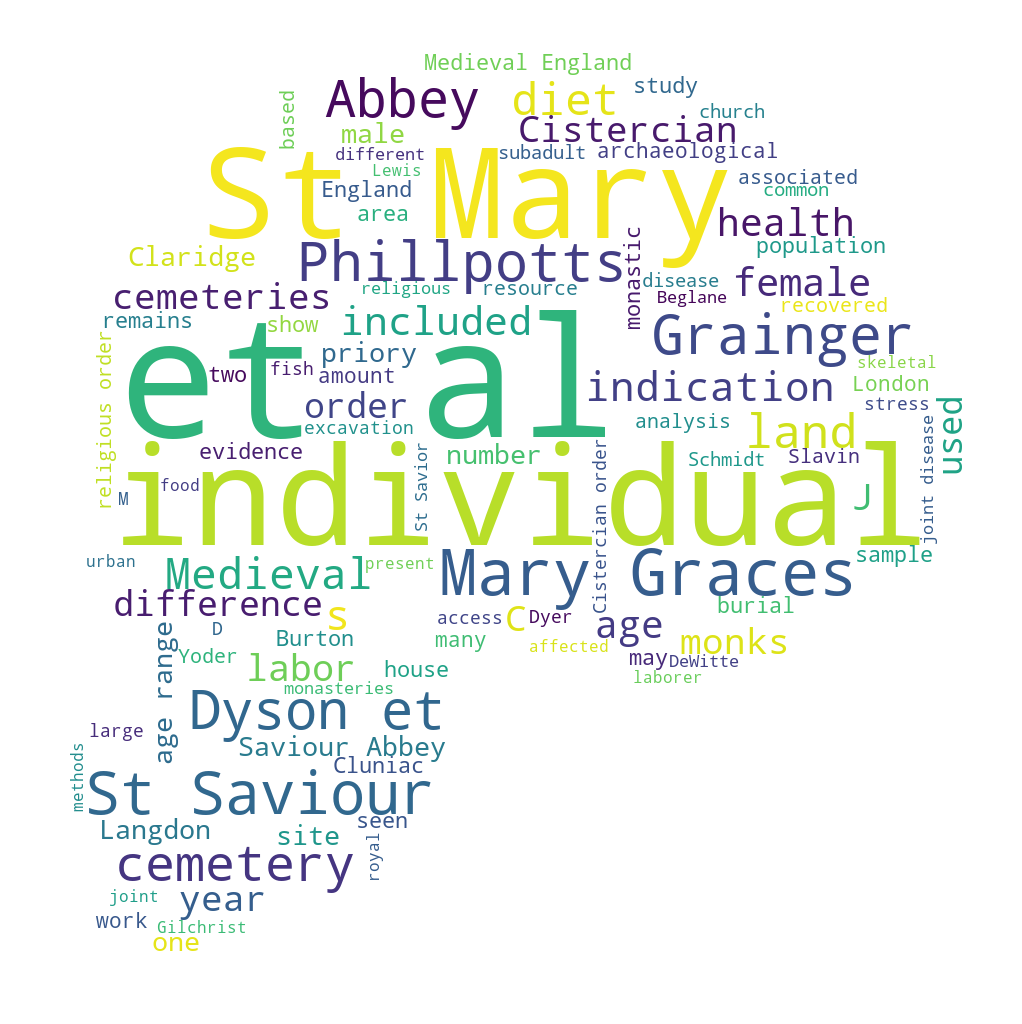 Medieval England
Abbey
diet
study
based
male
Cistercian
church
different
subadult
archaeological
St Mary
Lewis
England
associated
common
area
health
Claridge
Phillpotts
monastic
population
disease
female
cemeteries
religious
resource
Beglane
recovered
remains
show
included
Grainger
religious order
et al
priory
two
fish
amount
indication
skeletal
London
order
stress
used
excavation
analysis
land
joint disease
evidence
St Savior
number
Cistercian order
Schmidt
Slavin
individual
M
food
J
urban
Medieval
present
Mary Graces
sample
difference
s
access
C
Dyer
age
burial
age range
D
Burton
many
affected
monks
Yoder
labor
house
may
DeWitte
monasteries
laborer
large
Dyson et
methods
Saviour Abbey
Cluniac
St Saviour
Langdon
site
seen
cemetery
royal
joint
year
work
Gilchrist
one